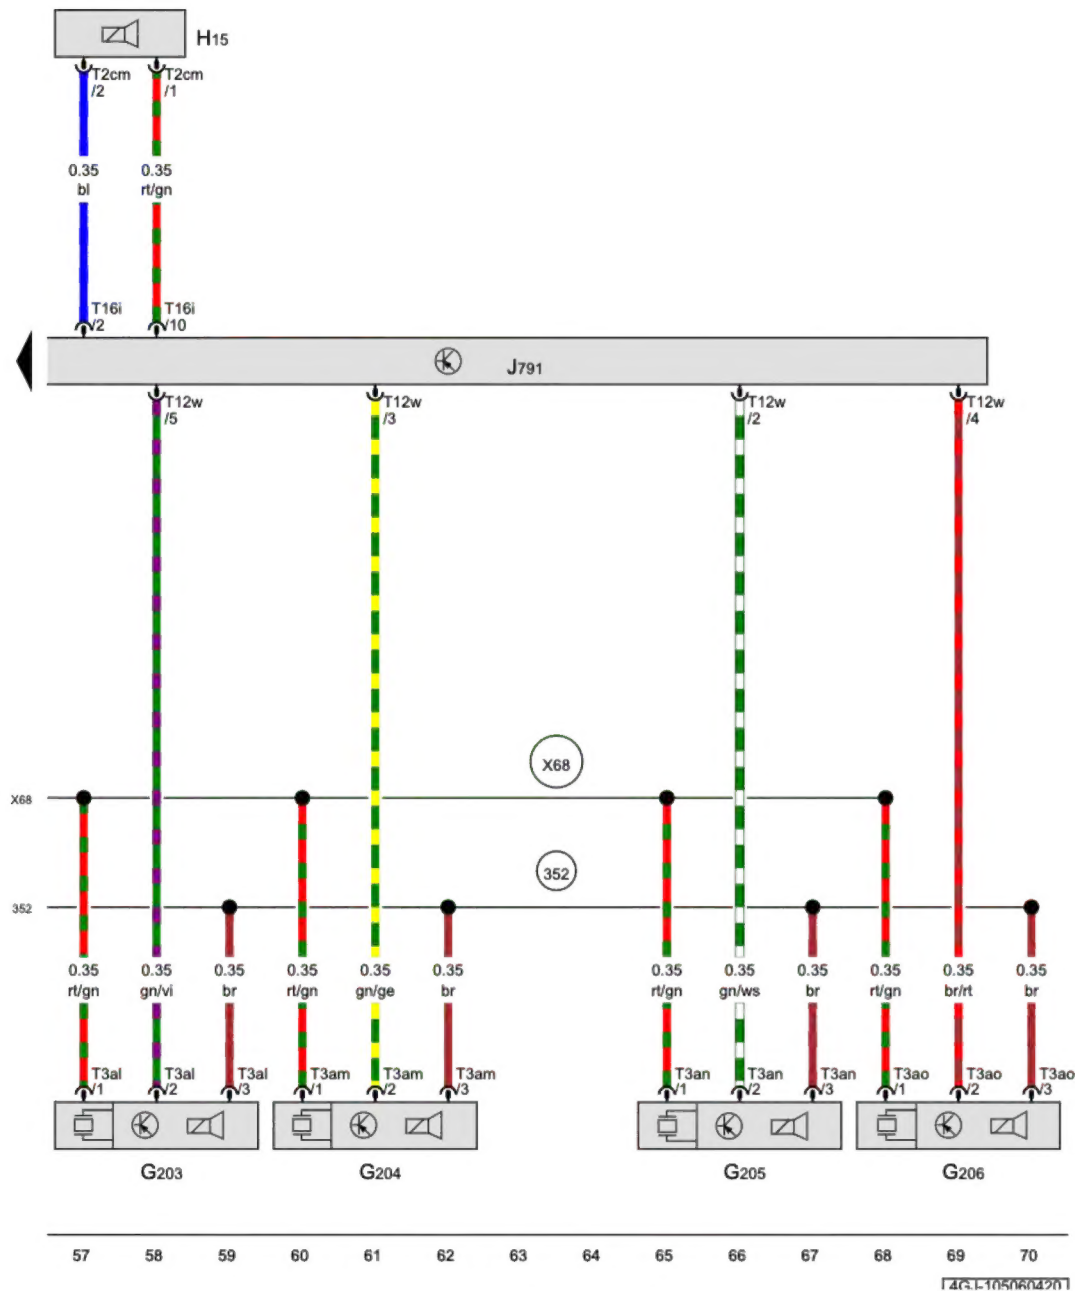 H15
T2cm T2cm
/2 /1
0.35 0.35
bl rt/gn
T16i T16i
/2 /10
J791
T12w T12w T12w T12w
/5 /3 /2 /4
X68
X68
352
352
0.35 0.35 0.35 0.35 0.35 0.35 0.35 0.35 0.35 0.35 0.35 0.35
rt/gn gn/vi br rt/gn gn/ge br rt/gn gn/ws br rt/gn br/rt br
T3al T3al T3al T3am T3am T3am T3an T3an T3an T3ao T3ao T3ao
/1 /2 /3 /1 /2 /3 /1 /2 /3 /1 /2 /3
G203 G204 G205 G206
57 58 59 60 61 62 63 64 65 66 67 68 69 70
4GJ-105060420